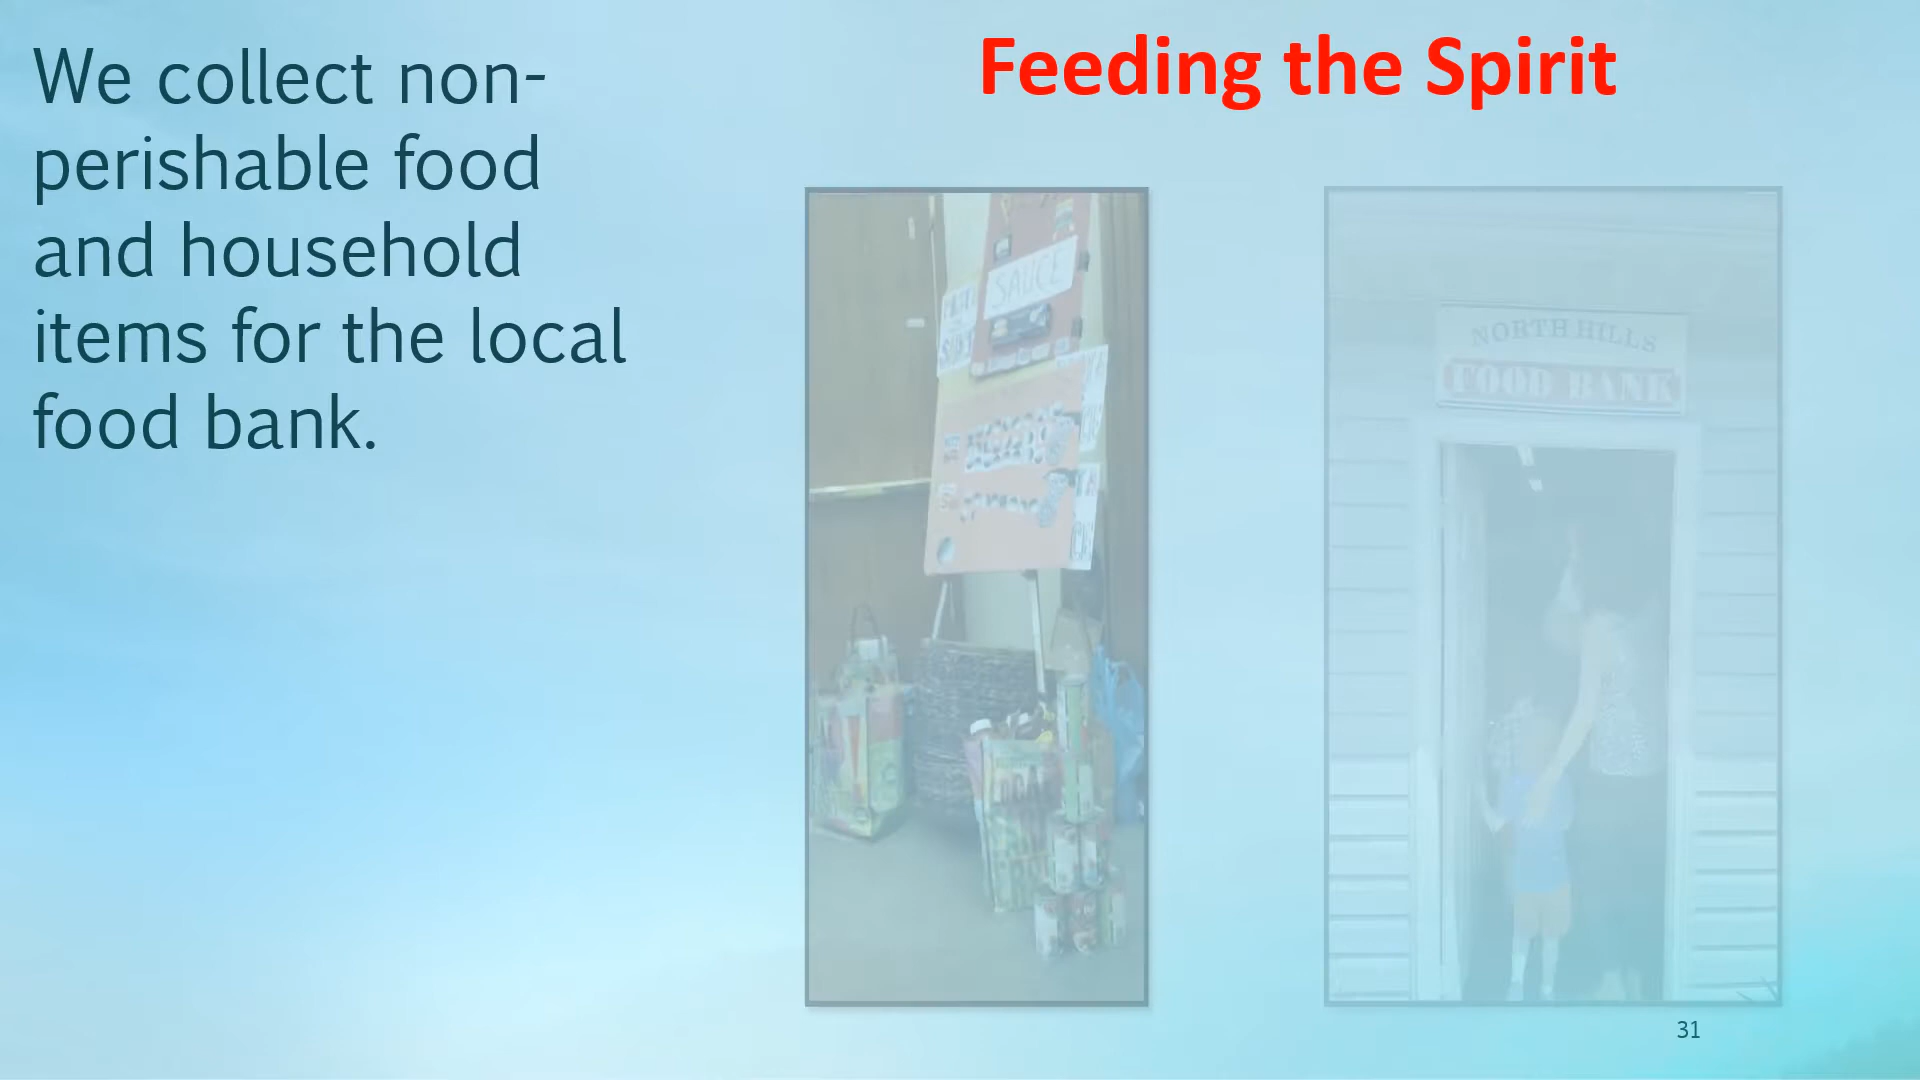 We collect non-
perishable food
and household
items for the local
food bank.
Feeding the Spirit
SAUCE
NORTH HILLS
FOOD BANK
31